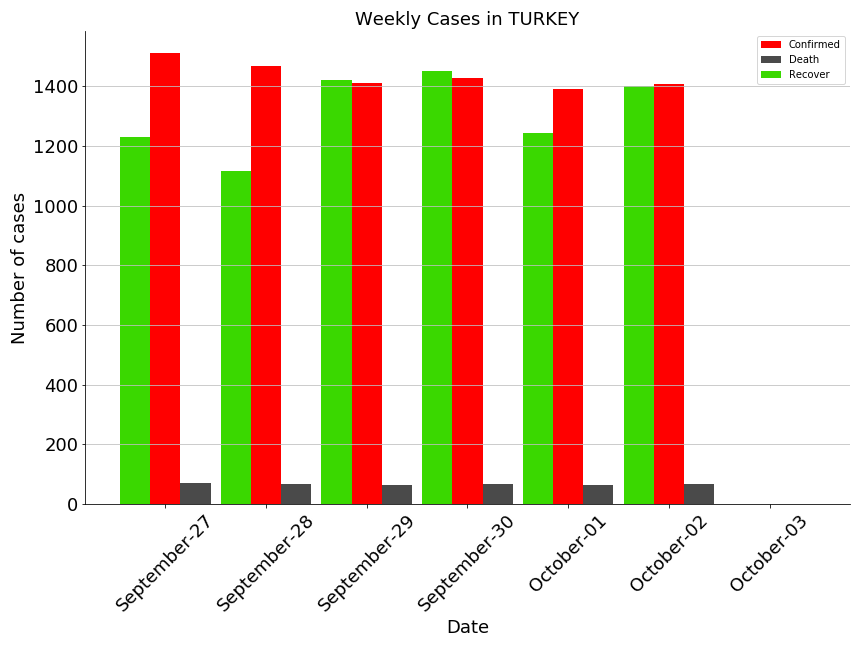 Weekly Cases in TURKEY
Confirmed
Death
Recover
Number of cases
1400
1200
1000
800
600
400
200
0
September-27
September-28
September-29
September-30
October-01
October-02
October-03
Date